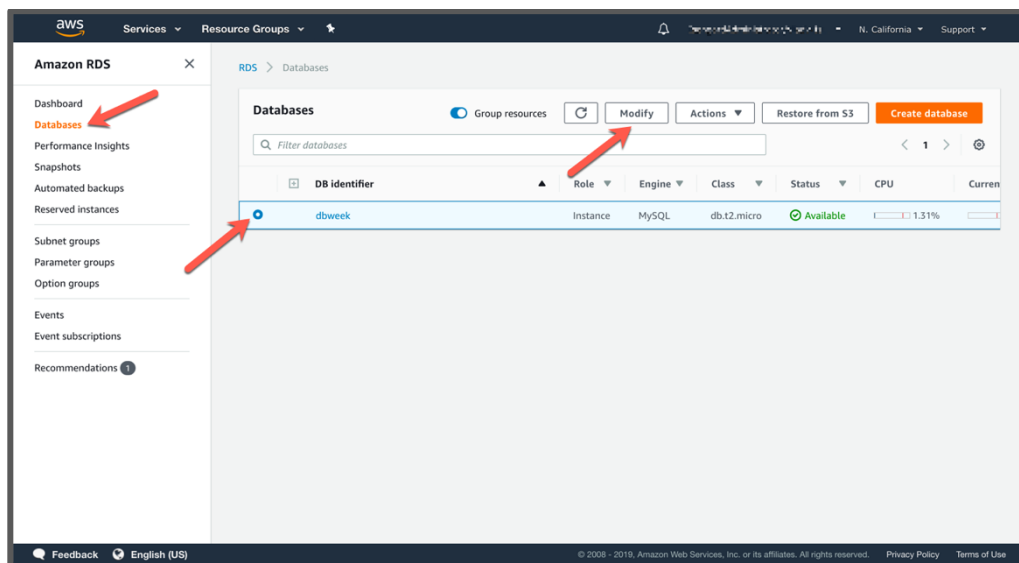 aws Services Resource Groups N. California Support
Amazon RDS
RDS > Databases
Dashboard
Databases
Performance Insights
Snapshots
Automated backups
Reserved instances
Subnet groups
Parameter groups
Option groups
Events
Event subscriptions
Recommendations 1
Databases Group resources Modify Actions Restore from S3 Create database
Filter databases 1
DB identifier Role Engine Class Status CPU Curren
dbweek Instance MySQL db.t2.micro Available 1.31%
Feedback English (US) © 2008 - 2019, Amazon Web Services, Inc. or its affiliates. All rights reserved. Privacy Policy Terms of Use